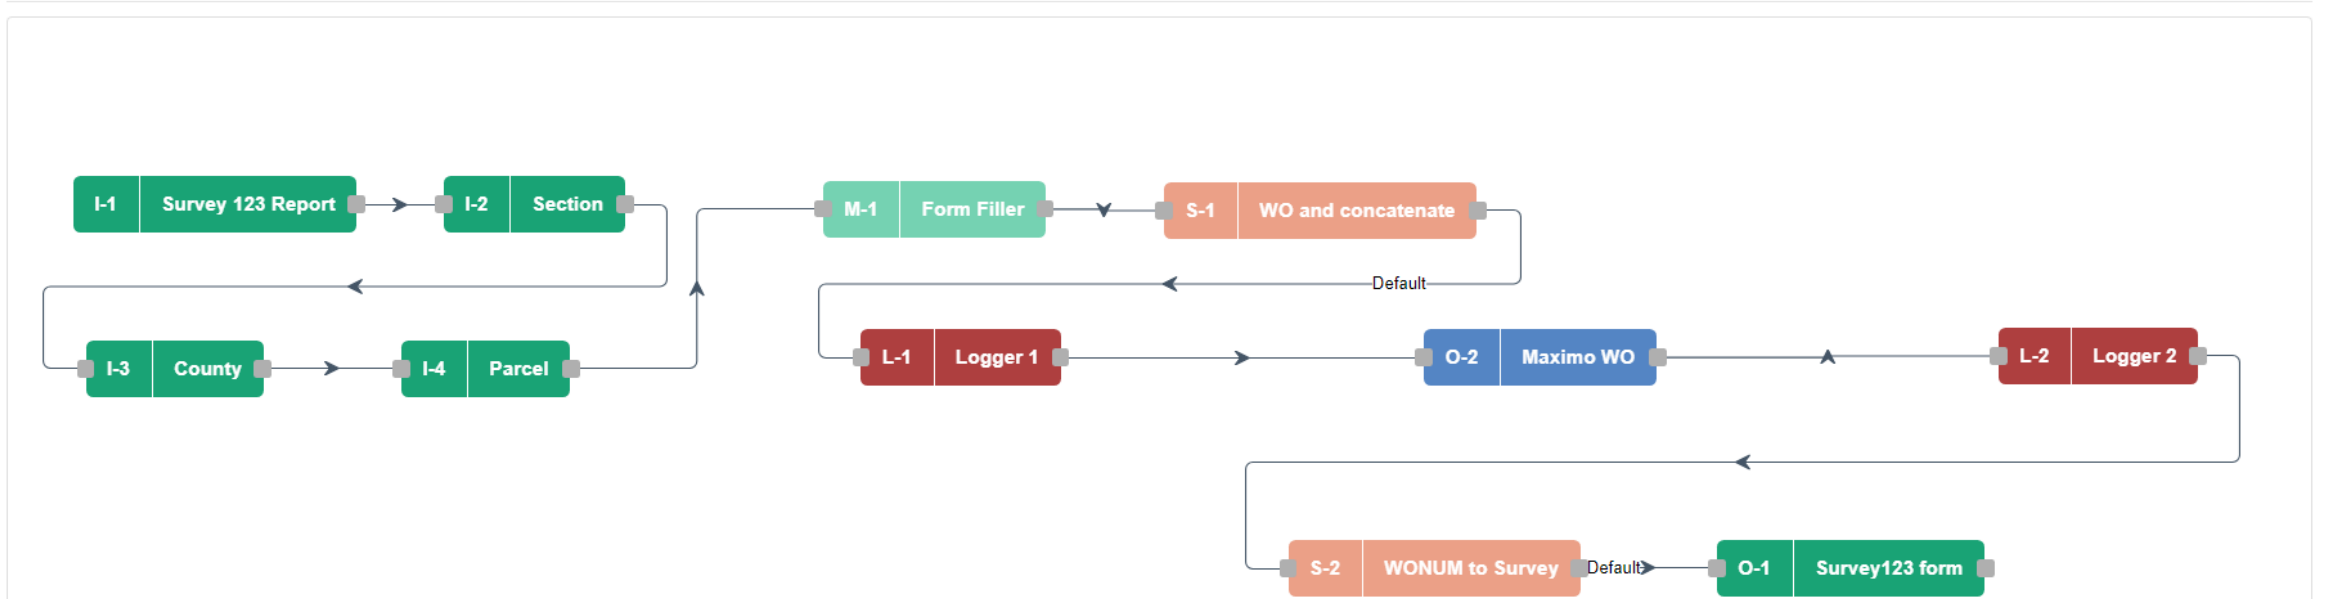 I-1 Survey 123 Report
I-2 Section
I-3 County
I-4 Parcel
M-1 Form Filler
S-1 WO and concatenate
Default
L-1 Logger 1
O-2 Maximo WO
L-2 Logger 2
S-2 WONUM to Survey
Default
O-1 Survey123 form